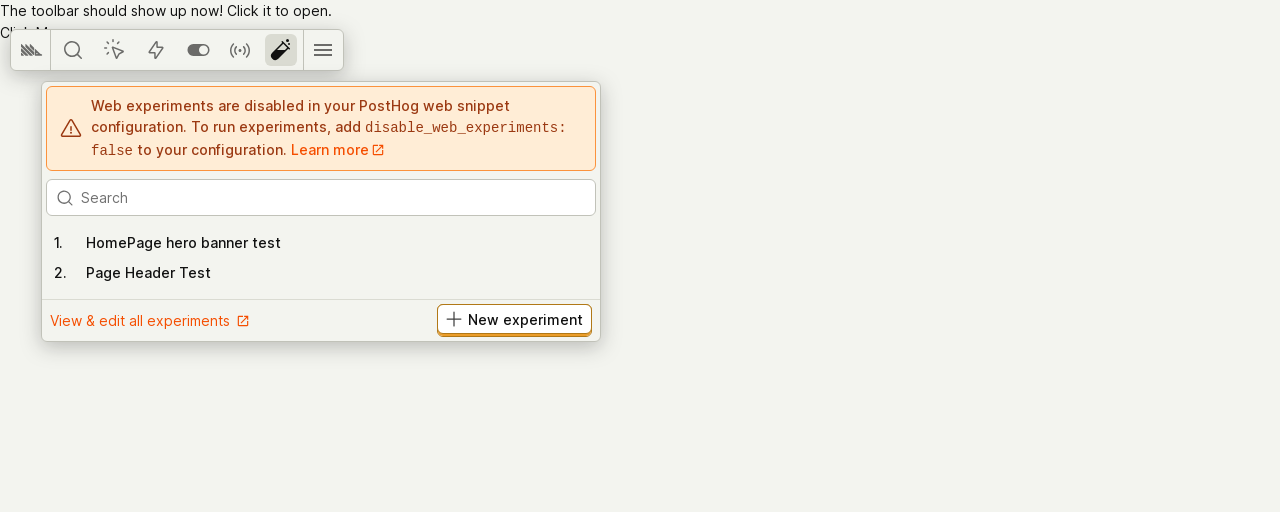 The toolbar should show up now! Click it to open.
Web experiments are disabled in your PostHog web snippet
configuration. To run experiments, add disable_web_experiments:
false to your configuration. Learn more
Search
1. HomePage hero banner test
2. Page Header Test
View & edit all experiments
New experiment